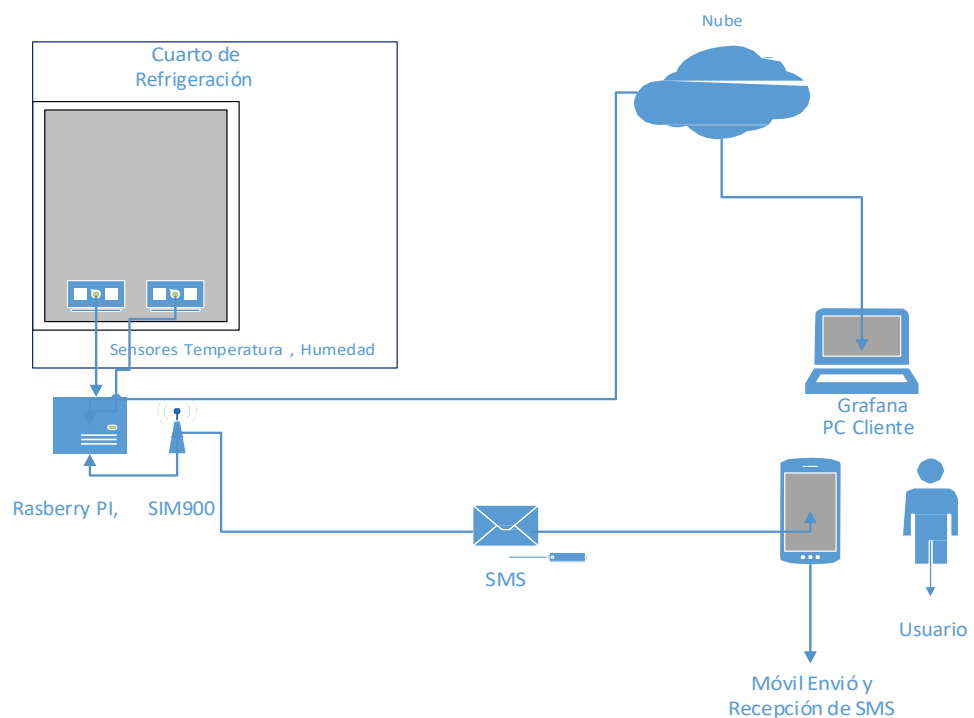 Nube
Cuarto de
Refrigeración
Sensores Temperatura , Humedad
Grafana
PC Cliente
Rasberry PI, SIM900
SMS
Usuario
Móvil Envió y
Recepción de SMS